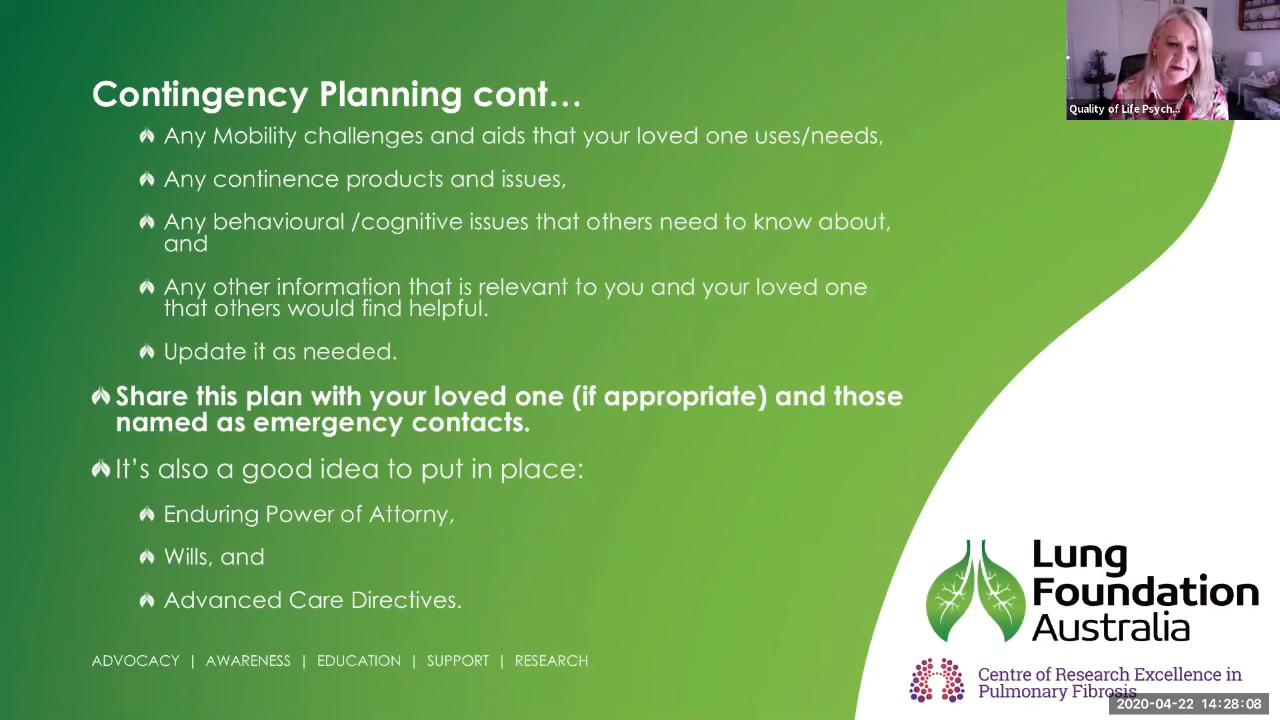 Contingency Planning cont...
Any Mobility challenges and aids that your loved one uses/needs,
Any continence products and issues,
Any behavioural /cognitive issues that others need to know about,
and
Any other information that is relevant to you and your loved one
that others would find helpful.
Update it as needed.
Share this plan with your loved one (if appropriate) and those
named as emergency contacts.
It's also a good idea to put in place:
Enduring Power of Attorny,
Wills, and
Advanced Care Directives.
ADVOCACY | AWARENESS | EDUCATION | SUPPORT | RESEARCH
Quality of Life Psych...
Lung
Foundation
Australia
Centre of Research Excellence in
Pulmonary Fibrosis
2020-04-22 14:28:08